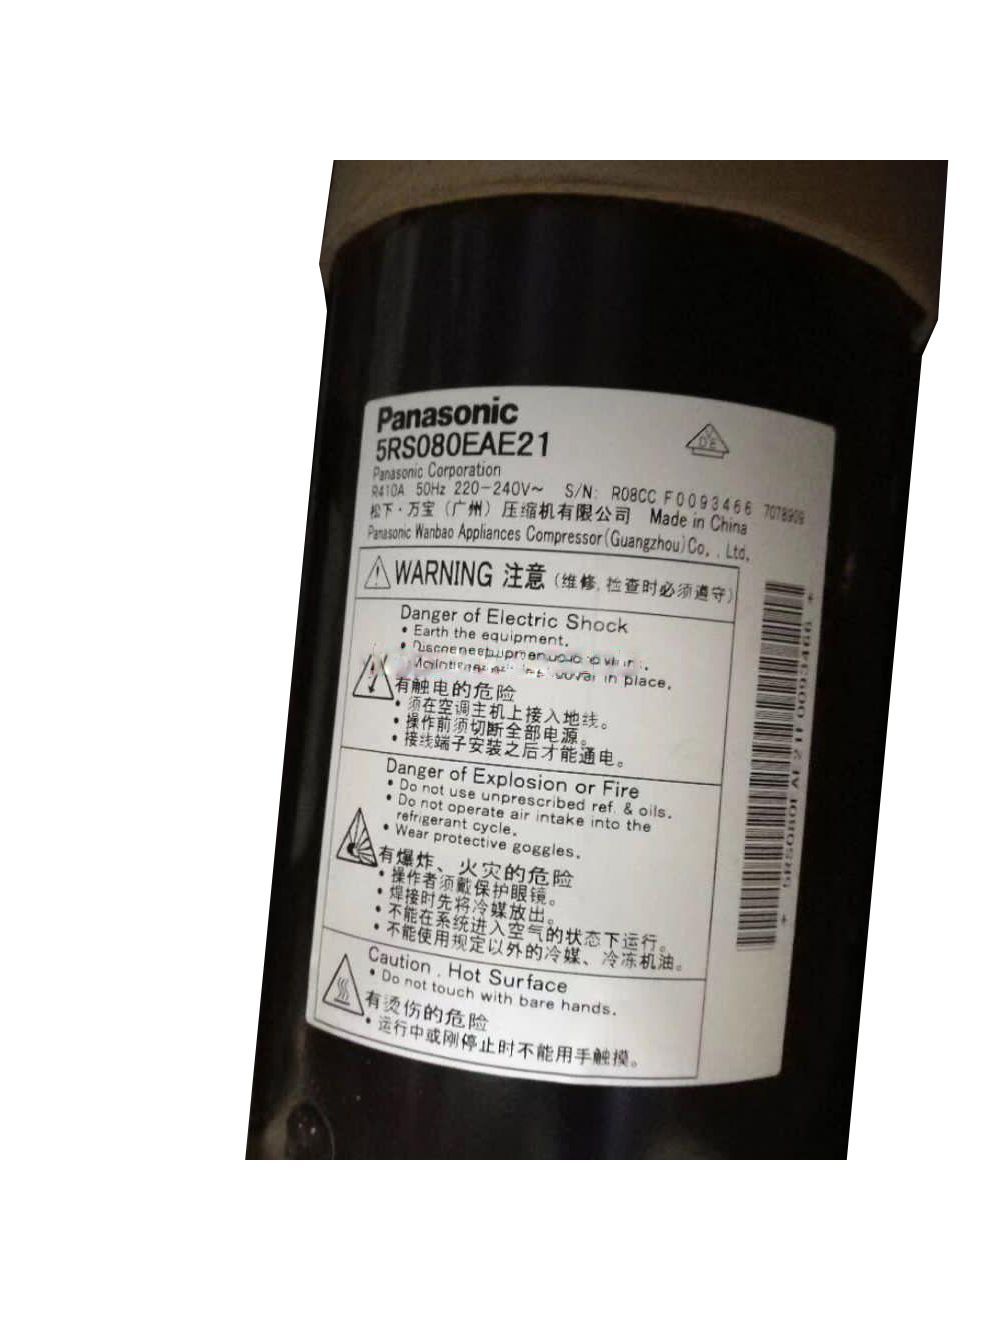 Panasonic
5RS080EAE21
VDE
Panasonic Corporation
R410A 50Hz 220-240V~ S/N: R08CC F0093466 7078909
松下·万宝（广州）压缩机有限公司 Made in China
Panasonic Wanbao Appliances Compressor(Guangzhou)Co,. Ltd,
WARNING 注意（维修,检查时必须遵守）
Danger of Electric Shock
• Earth the equipment.
in place.
有触电的危险
• 须在空调主机上接入地线。
• 操作前须切断全部电源。
• 接线端子安装之后才能通电。
Danger of Explosion or Fire
• Do not use unprescribed ref. & oils.
• Do not operate air intake into the
refrigerant cycle.
• Wear protective goggles.
有爆炸、火灾的危险
• 操作者须戴保护眼镜。
• 焊接时先将冷媒放出。
• 不能在系统进入空气的状态下运行。
• 不能使用规定以外的冷媒、冷冻机油。
Caution . Hot Surface
• Do not touch with bare hands.
有烫伤的危险
• 运行中或刚停止时不能用手触摸。
+ 5RS080EAE21F0093466 +